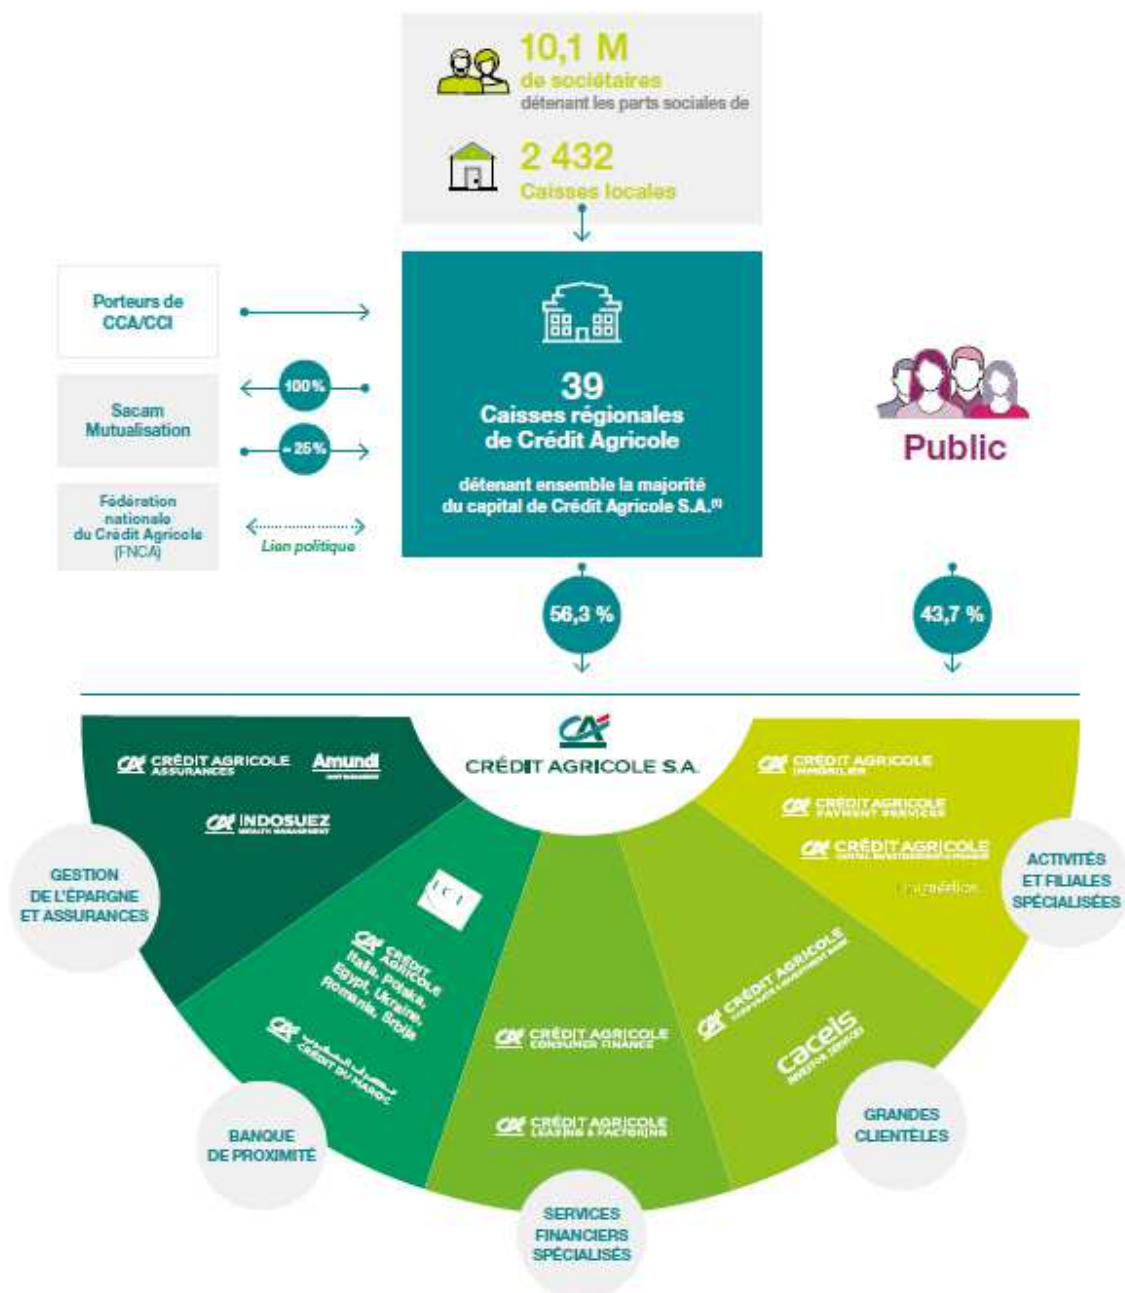 10,1 M
de sociétaires
détenant les parts sociales de
2 432
Caisses locales
Porteurs de
CCA/CCI
100%
Sacam
Mutualisation
~ 25%
Fédération
nationale
du Crédit Agricole
(FNCA)
Lien politique
39
Caisses régionales
de Crédit Agricole
détenant ensemble la majorité
du capital de Crédit Agricole S.A.(1)
Public
56,3 %
43,7 %
CRÉDIT AGRICOLE S.A.
CRÉDIT AGRICOLE
ASSURANCES
Amundi
ASSET MANAGEMENT
INDOSUEZ
WEALTH MANAGEMENT
GESTION
DE L'ÉPARGNE
ET ASSURANCES
LCL
CRÉDIT
AGRICOLE
Italia, Polska,
Egypt, Ukraine,
Romania, Srbija
CRÉDIT DU MAROC
BANQUE
DE PROXIMITÉ
CRÉDIT AGRICOLE
CONSUMER FINANCE
CRÉDIT AGRICOLE
LEASING & FACTORING
SERVICES
FINANCIERS
SPÉCIALISÉS
CRÉDIT AGRICOLE
CORPORATE & INVESTMENT BANK
caceis
INVESTOR SERVICES
GRANDES
CLIENTÈLES
CRÉDIT AGRICOLE
IMMOBILIER
CRÉDIT AGRICOLE
PAYMENT SERVICES
CRÉDIT AGRICOLE
ACTIVITÉS
ET FILIALES
SPÉCIALISÉES